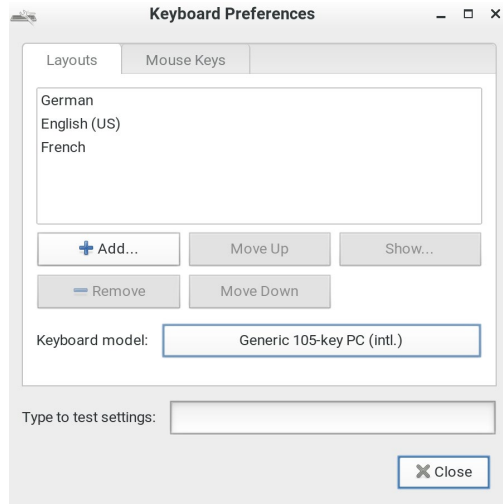 Keyboard Preferences
Layouts Mouse Keys
German
English (US)
French
Add... Move Up Show...
Remove Move Down
Keyboard model: Generic 105-key PC (intl.)
Type to test settings:
Close